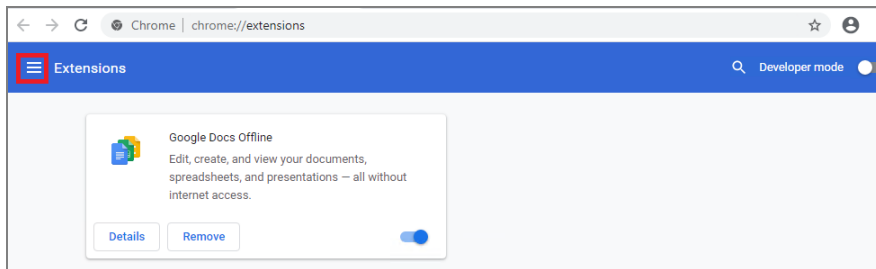 Chrome | chrome://extensions
Extensions
Developer mode
Google Docs Offline
Edit, create, and view your documents,
spreadsheets, and presentations — all without
internet access.
Details
Remove